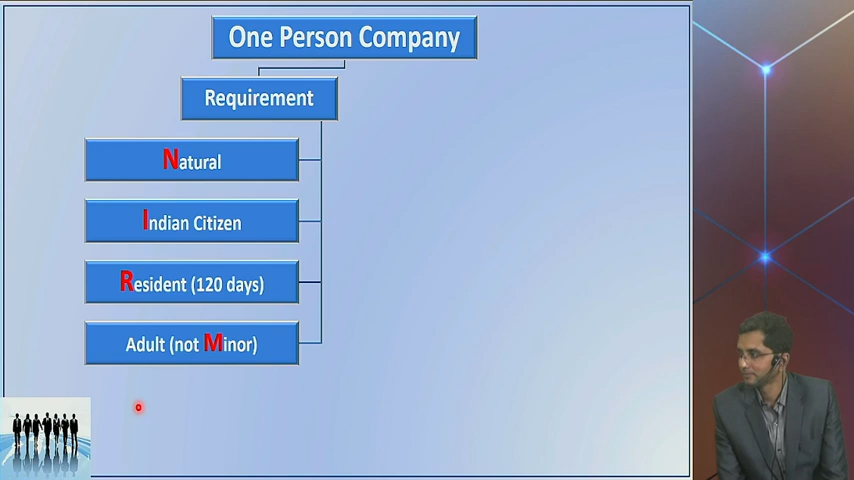 One Person Company
Requirement
Natural
Indian Citizen
Resident (120 days)
Adult (not Minor)